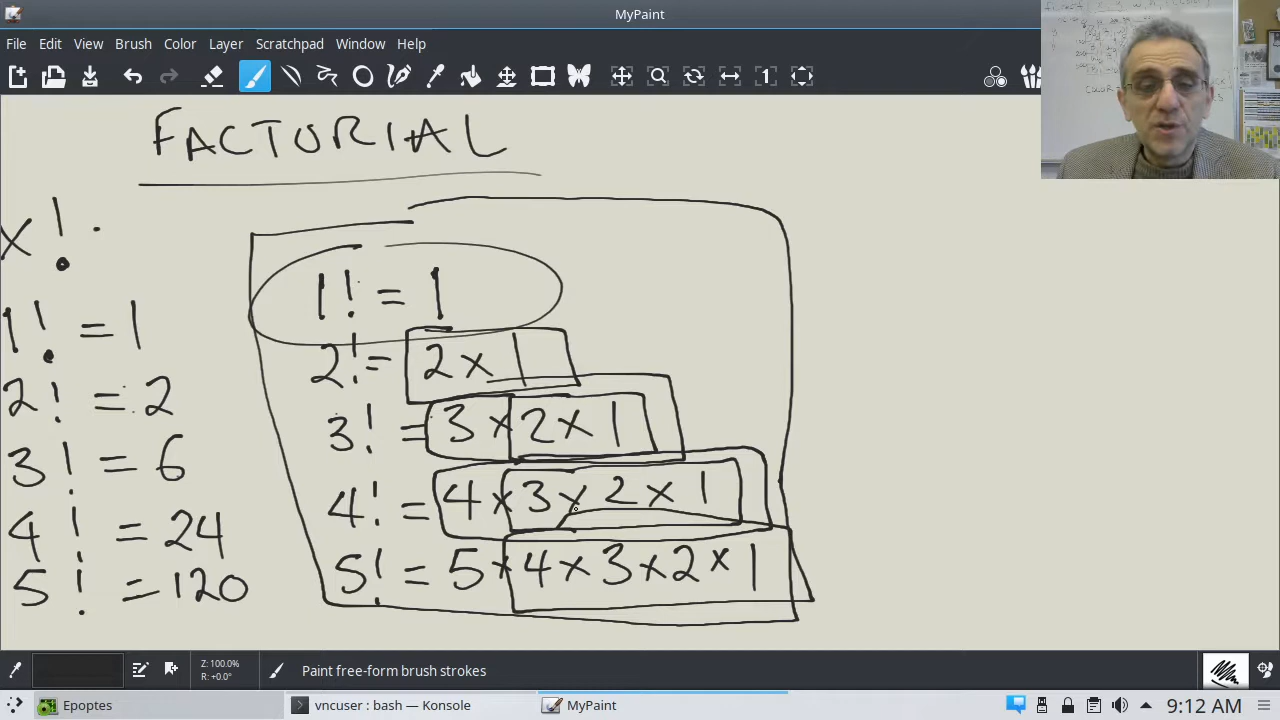 MyPaint
File Edit View Brush Color Layer Scratchpad Window Help
FACTORIAL
x!
1! = 1
2! = 2
3! = 6
4! = 24
5! = 120
1! = 1
2! = 2 x 1
3! = 3 x 2 x 1
4! = 4 x 3 x 2 x 1
5! = 5 x 4 x 3 x 2 x 1
Z: 100.0%
R: +0.0°
Paint free-form brush strokes
Epoptes
vncuser : bash — Konsole
MyPaint
9:12 AM